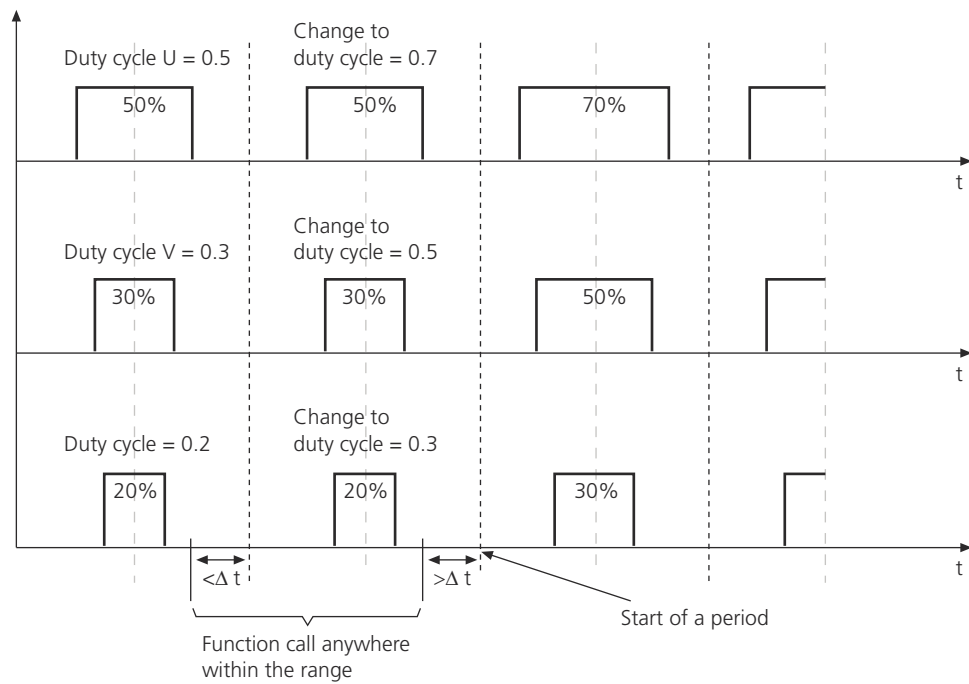 Duty cycle U = 0.5
Change to
duty cycle = 0.7
50%
50%
70%
t
Duty cycle V = 0.3
Change to
duty cycle = 0.5
30%
30%
50%
t
Duty cycle = 0.2
Change to
duty cycle = 0.3
20%
20%
30%
t
<Δ t
>Δ t
Start of a period
Function call anywhere
within the range